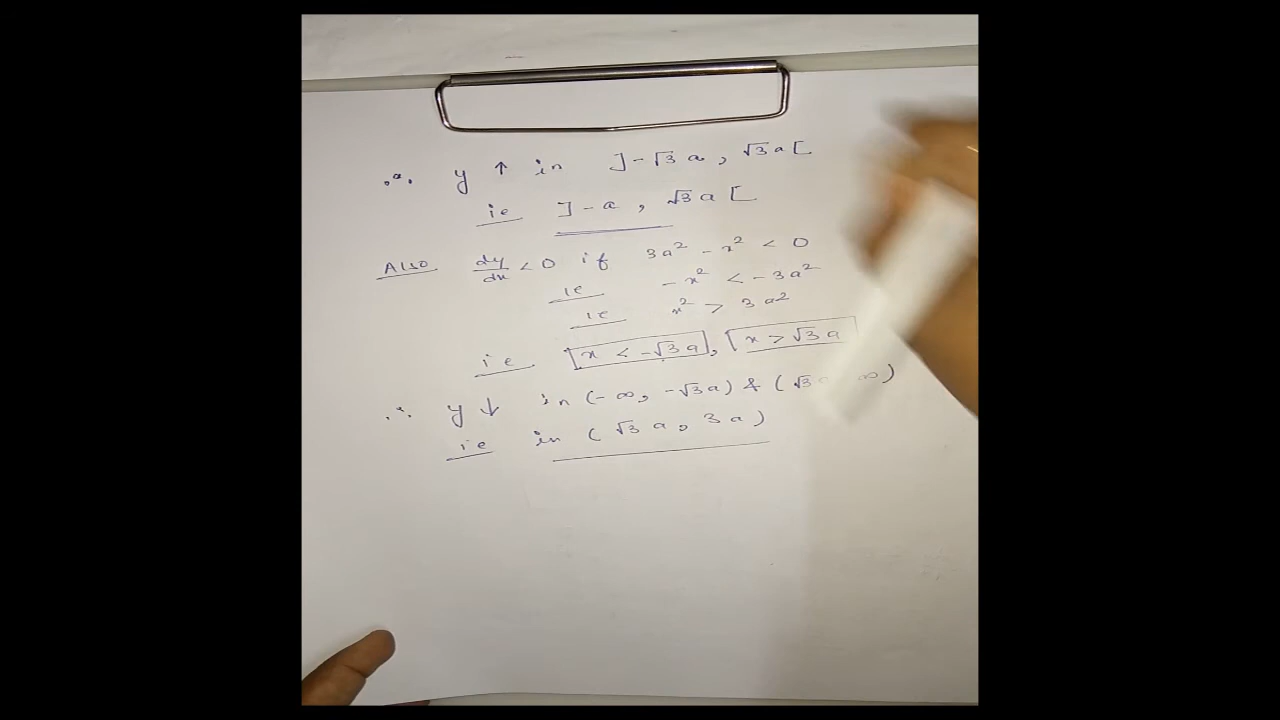 ∴ y ↑ in ]-√3 a, √3 a[
ie ]-a, √3 a[
Also dy/dx < 0 if 3a² - x² < 0
ie -x² < -3a²
ie x² > 3a²
ie x < -√3 a, x > √3 a
∴ y ↓ in (-∞, -√3 a) & (√3 ∞)
ie in (√3 a, 3a)